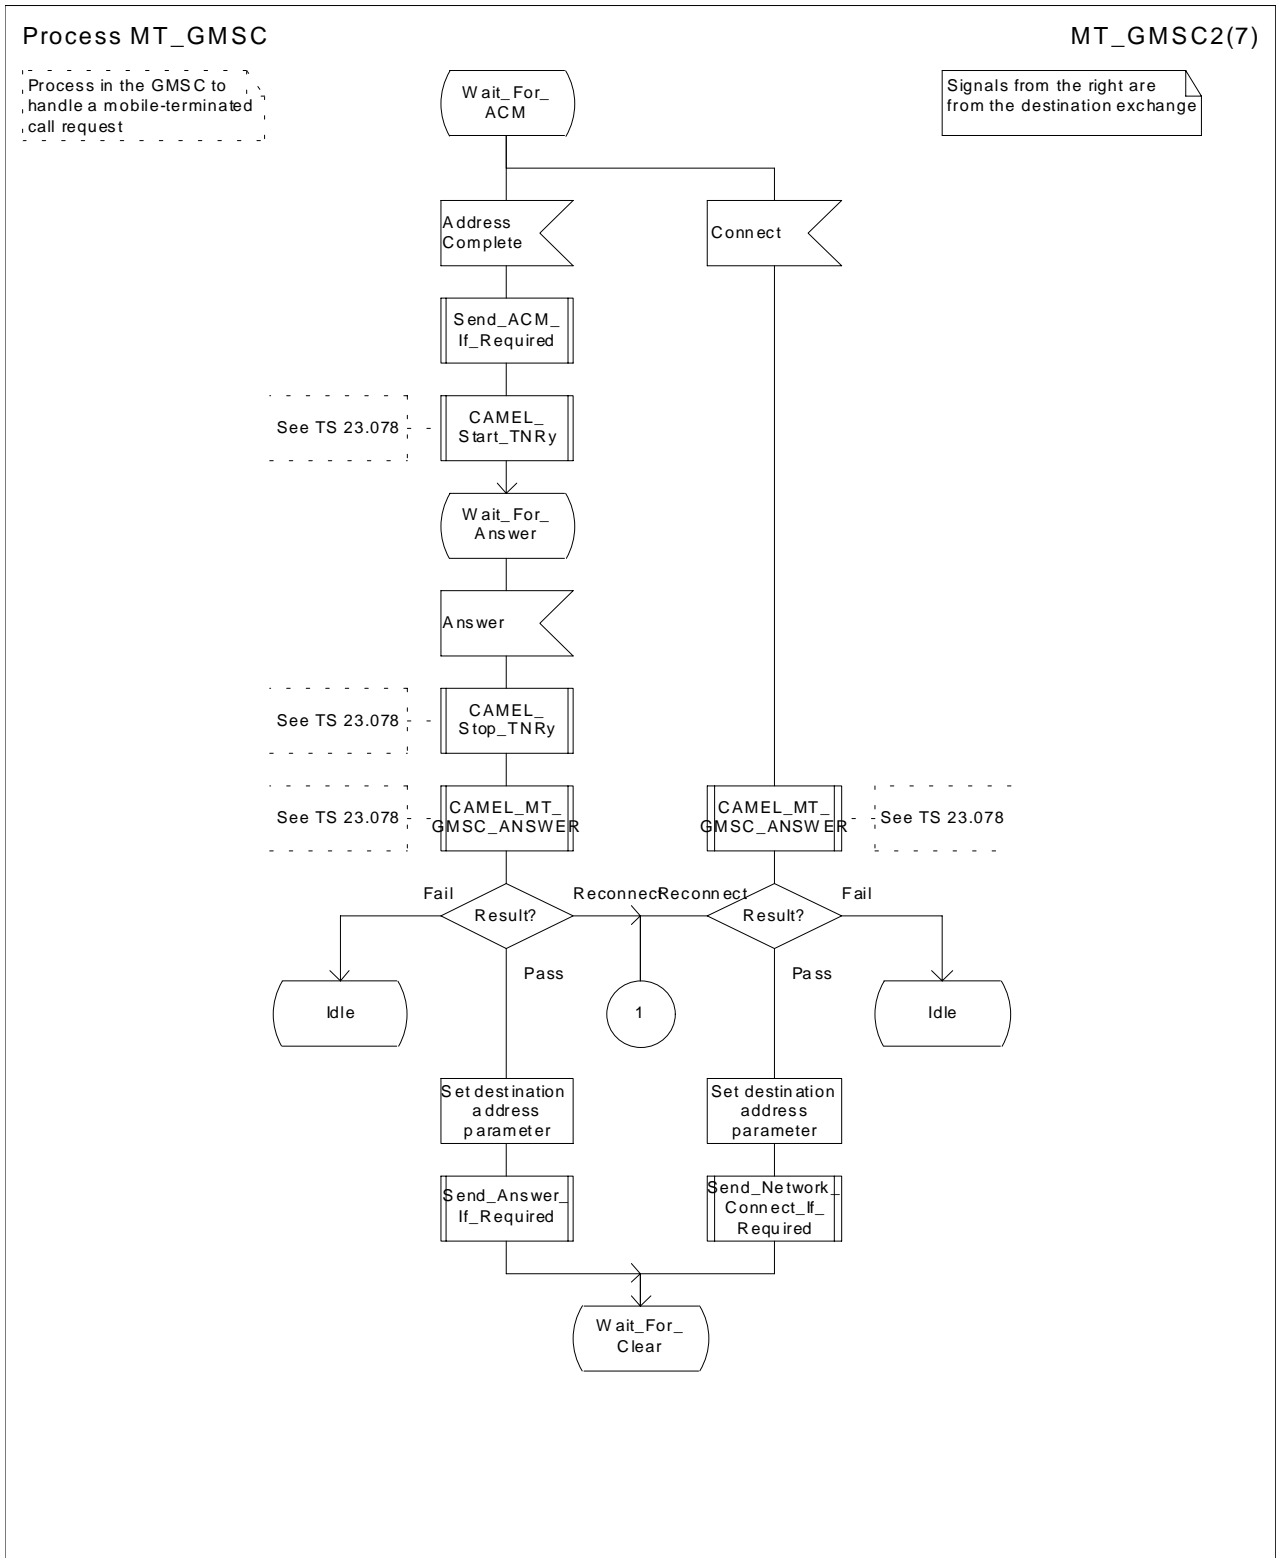 Process MT_GMSC
MT_GMSC2(7)
Process in the GMSC to
handle a mobile-terminated
call request
Signals from the right are
from the destination exchange
Wait_For_
ACM
Address
Complete
Connect
Send_ACM_
If_Required
See TS 23.078
CAMEL_
Start_TNRy
Wait_For_
Answer
Answer
See TS 23.078
CAMEL_
Stop_TNRy
See TS 23.078
CAMEL_MT_
GMSC_ANSWER
CAMEL_MT_
GMSC_ANSWER
See TS 23.078
Fail
Reconnect
Reconnect
Fail
Result?
Result?
Pass
Pass
Idle
1
Idle
Set destination
address
parameter
Set destination
address
parameter
Send_Answer_
If_Required
Send_Network_
Connect_If_
Required
Wait_For_
Clear